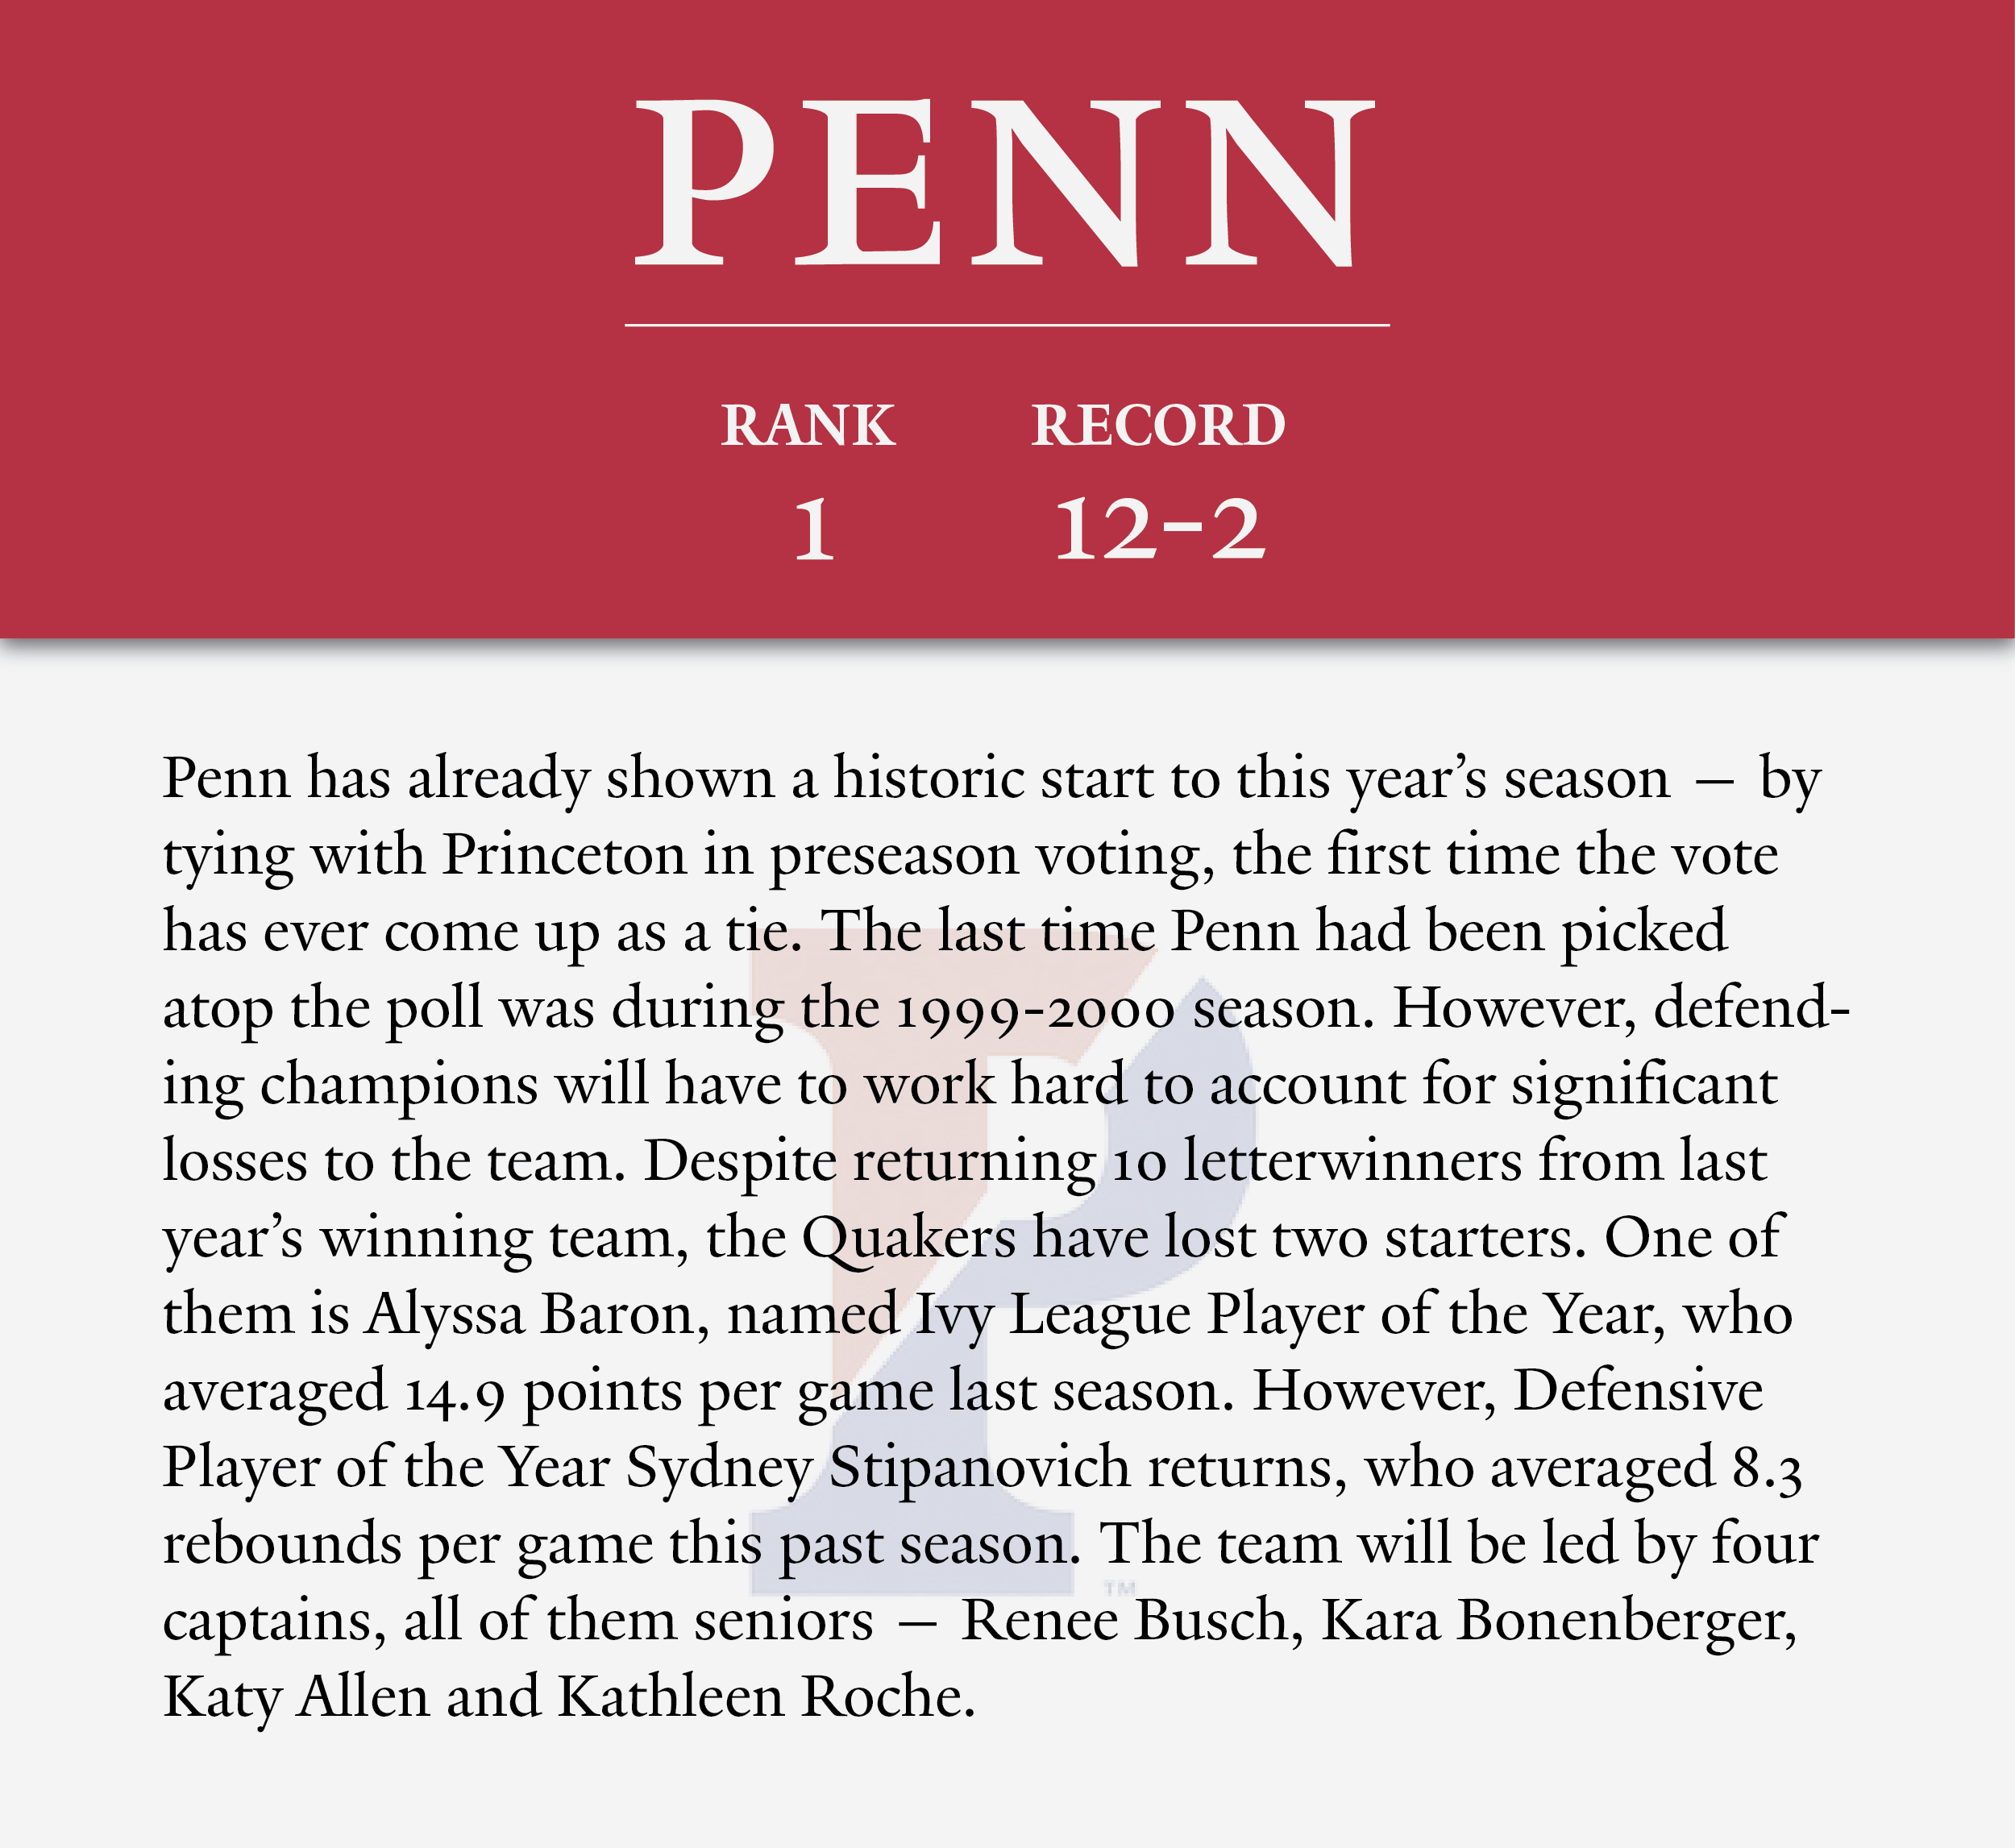 PENN
RANK RECORD
1 12-2
Penn has already shown a historic start to this year’s season — by
tying with Princeton in preseason voting, the first time the vote
has ever come up as a tie. The last time Penn had been picked
atop the poll was during the 1999-2000 season. However, defend-
ing champions will have to work hard to account for significant
losses to the team. Despite returning 10 letterwinners from last
year’s winning team, the Quakers have lost two starters. One of
them is Alyssa Baron, named Ivy League Player of the Year, who
averaged 14.9 points per game last season. However, Defensive
Player of the Year Sydney Stipanovich returns, who averaged 8.3
rebounds per game this past season. The team will be led by four
captains, all of them seniors — Renee Busch, Kara Bonenberger,
Katy Allen and Kathleen Roche.
P
TM